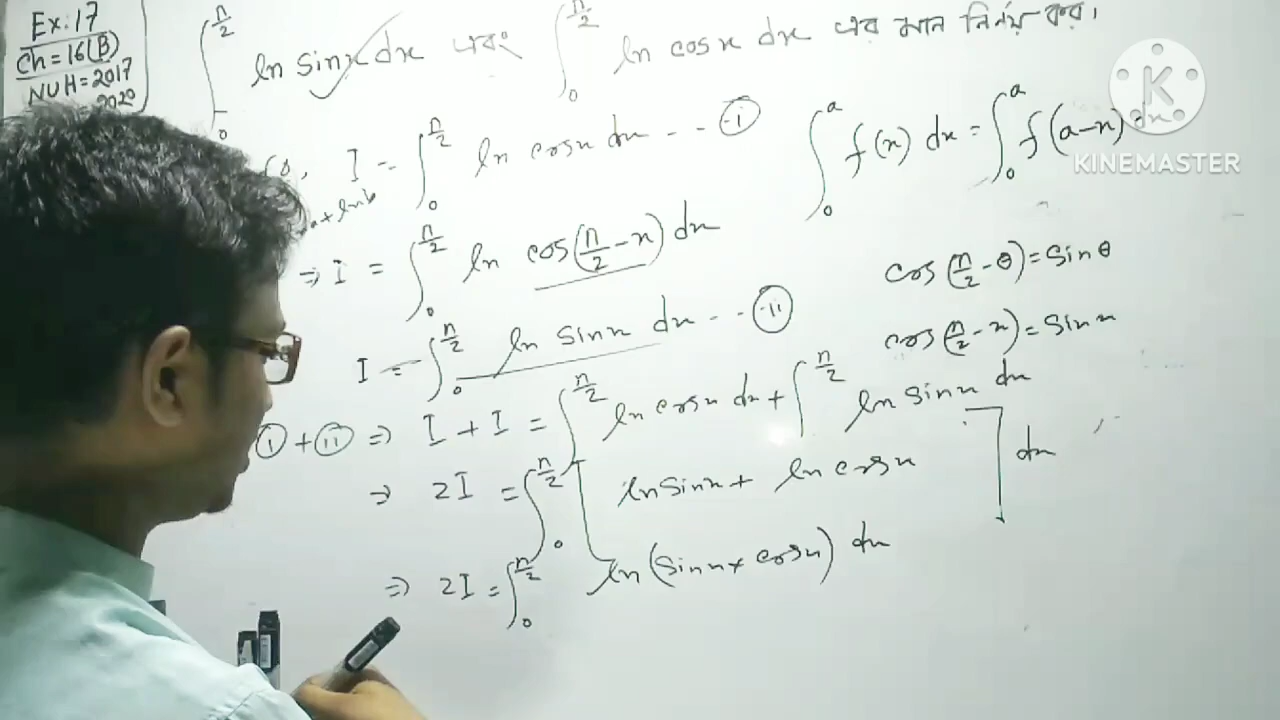 Ex: 17
Ch = 16(B)
NUH = 2017
2020
∫₀^{π/2} ln sinx dx এবং ∫₀^{π/2} ln cosx dx এর মান নির্ণয় কর।
I = ∫₀^{π/2} ln cosx dx - - - (i)
∫₀^a f(x) dx = ∫₀^a f(a-x) dx
a + lnb
⇒ I = ∫₀^{π/2} ln cos(π/2 - x) dx
cos(π/2 - θ) = sinθ
I = ∫₀^{π/2} ln sinx dx - - - (ii)
cos(π/2 - x) = sinx
(i) + (ii) ⇒ I + I = ∫₀^{π/2} ln cosx dx + ∫^{π/2} ln sinx dx
⇒ 2I = ∫₀^{π/2} [ln sinx + ln cosx] dx
⇒ 2I = ∫₀^{π/2} ln (sinx × cosx) dx
K
KINEMASTER